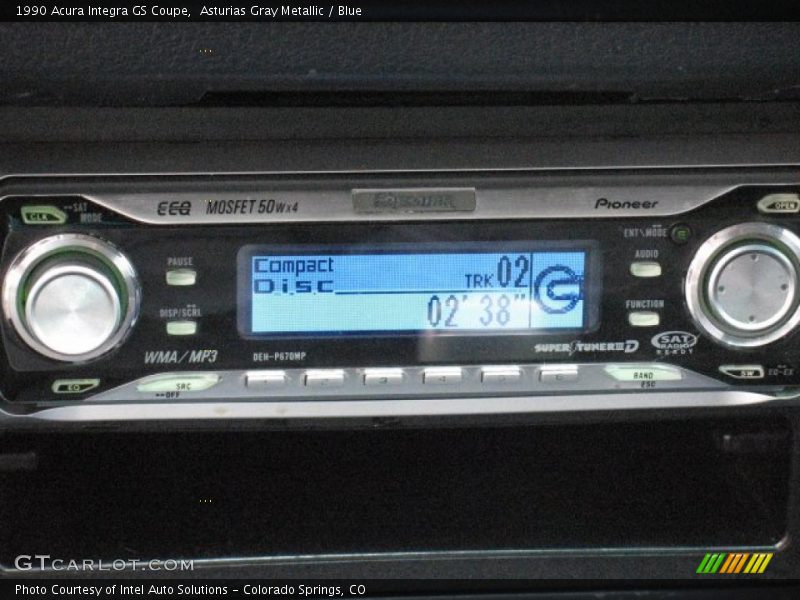 1990 Acura Integra GS Coupe,  Asturias Gray Metallic / Blue
CLK SAT MODE
EEQ MOSFET 50Wx4
Pioneer
OPEN
ENT MODE
PAUSE
AUDIO
Compact
Disc
TRK 02
02' 38"
DISP/SCRL
FUNCTION
WMA/MP3
DEH-P670MP
SUPER TUNER III D
SAT RADIO READY
EQ
SRC
OFF
1 2 3 4 5 6
BAND
ESC
SW EQ-EX
GTCARLOT.COM
Photo Courtesy of Intel Auto Solutions - Colorado Springs, CO